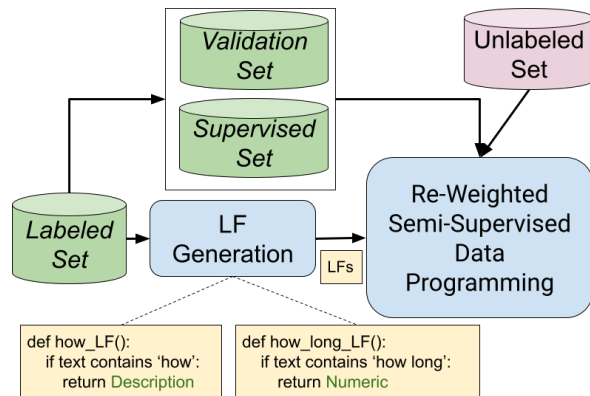 Validation
Set
Supervised
Set
Unlabeled
Set
Labeled
Set
LF
Generation
LFs
Re-Weighted
Semi-Supervised
Data
Programming
def how_LF():
if text contains ‘how’:
return Description
def how_long_LF():
if text contains ‘how long’:
return Numeric